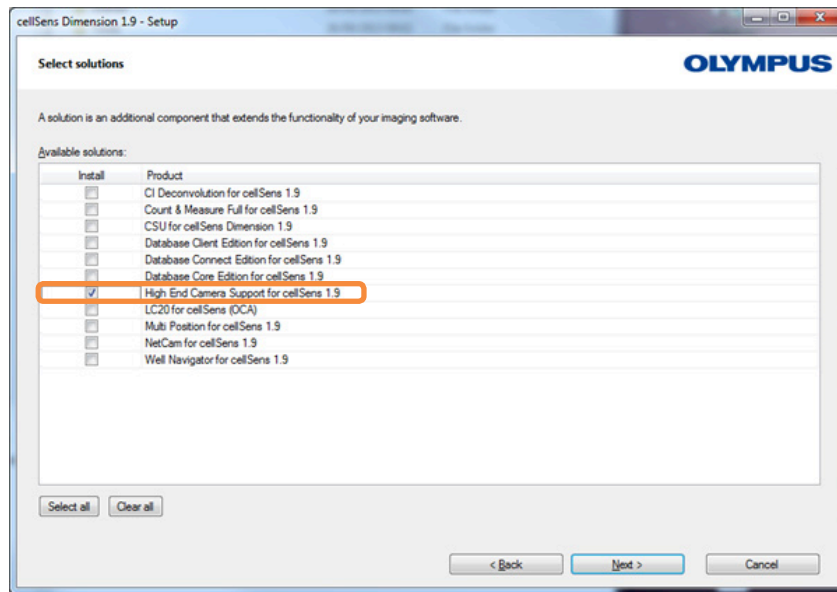 cellSens Dimension 1.9 - Setup
Select solutions
OLYMPUS
A solution is an additional component that extends the functionality of your imaging software.
Available solutions:
Install Product
CI Deconvolution for cellSens 1.9
Count & Measure Full for cellSens 1.9
CSU for cellSens Dimension 1.9
Database Client Edition for cellSens 1.9
Database Connect Edition for cellSens 1.9
Database Core Edition for cellSens 1.9
High End Camera Support for cellSens 1.9
LC20 for cellSens (OCA)
Multi Position for cellSens 1.9
NetCam for cellSens 1.9
Well Navigator for cellSens 1.9
Select all Clear all
< Back Next > Cancel